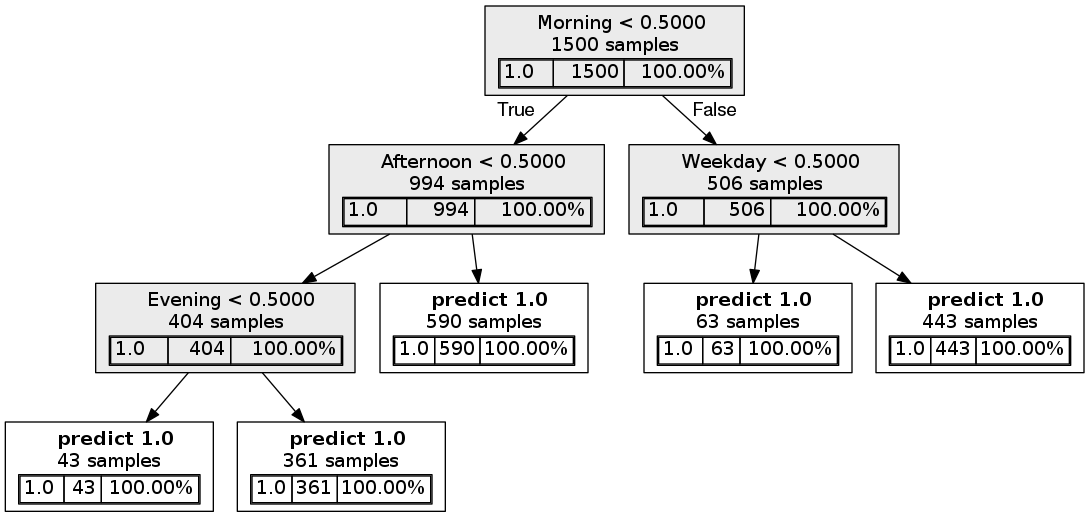 Morning < 0.5000
1500 samples
1.0 1500 100.00%
True False
Afternoon < 0.5000
994 samples
1.0 994 100.00%
Weekday < 0.5000
506 samples
1.0 506 100.00%
Evening < 0.5000
404 samples
1.0 404 100.00%
predict 1.0
590 samples
1.0 590 100.00%
predict 1.0
63 samples
1.0 63 100.00%
predict 1.0
443 samples
1.0 443 100.00%
predict 1.0
43 samples
1.0 43 100.00%
predict 1.0
361 samples
1.0 361 100.00%